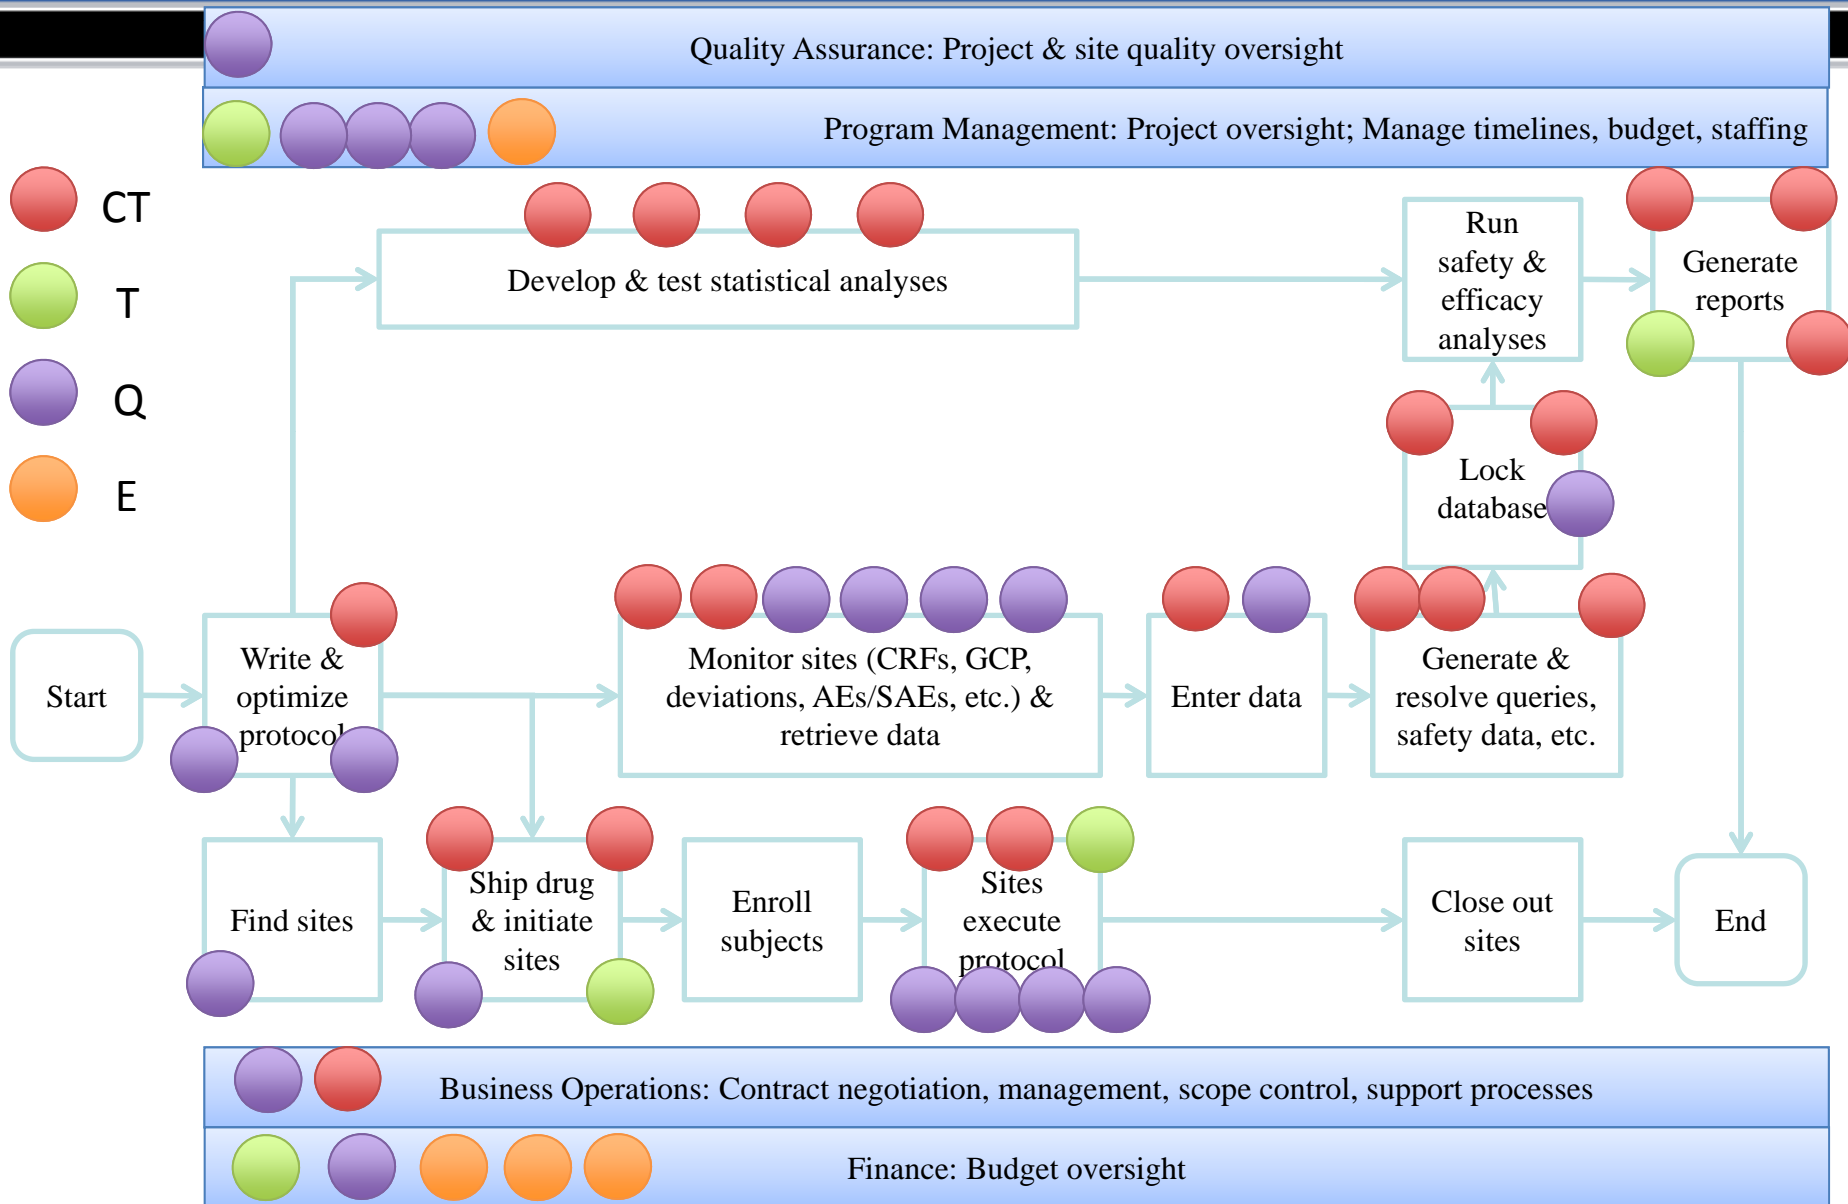 Quality Assurance: Project & site quality oversight
Program Management: Project oversight; Manage timelines, budget, staffing
CT
T
Q
E
Develop & test statistical analyses
Run
safety &
efficacy
analyses
Generate
reports
Lock
database
Start
Write &
optimize
protocol
Monitor sites (CRFs, GCP,
deviations, AEs/SAEs, etc.) &
retrieve data
Enter data
Generate &
resolve queries,
safety data, etc.
Find sites
Ship drug
& initiate
sites
Enroll
subjects
Sites
execute
protocol
Close out
sites
End
Business Operations: Contract negotiation, management, scope control, support processes
Finance: Budget oversight